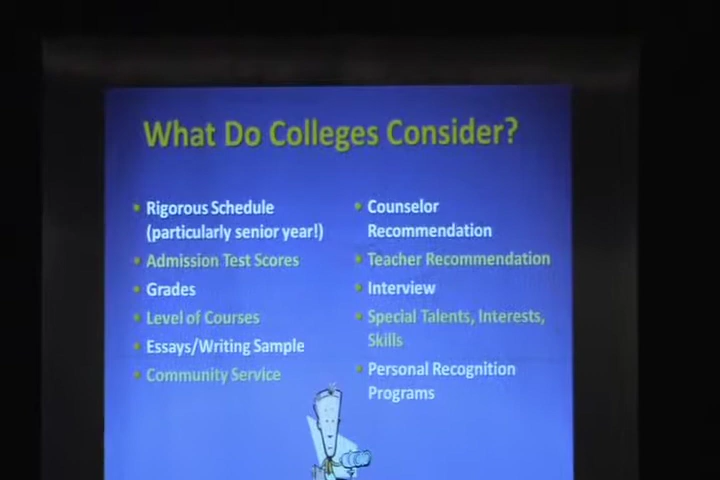 What Do Colleges Consider?
• Rigorous Schedule
(particularly senior year!)
• Admission Test Scores
• Grades
• Level of Courses
• Essays/Writing Sample
• Community Service
• Counselor
Recommendation
• Teacher Recommendation
• Interview
• Special Talents, Interests,
Skills
• Personal Recognition
Programs